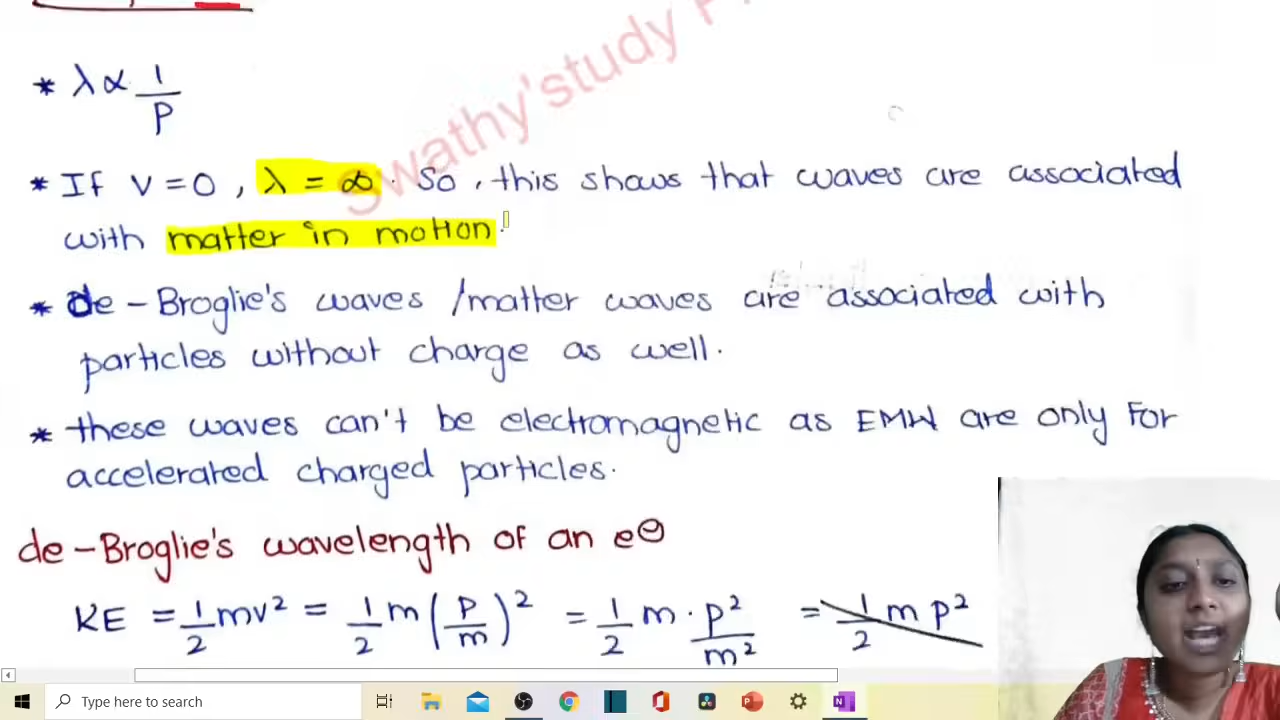 * λ ∝ 1/P
Swathy'study
* If v = 0, λ = ∞. So, this shows that waves are associated
with matter in motion.
* de-Broglie's waves /matter waves are associated with
particles without charge as well.
* these waves can't be electromagnetic as EMW are only for
accelerated charged particles.
de-Broglie's wavelength of an e⊖
KE = 1/2 mv² = 1/2 m (P/m)² = 1/2 m · P²/m² = 1/2 m p²
Type here to search